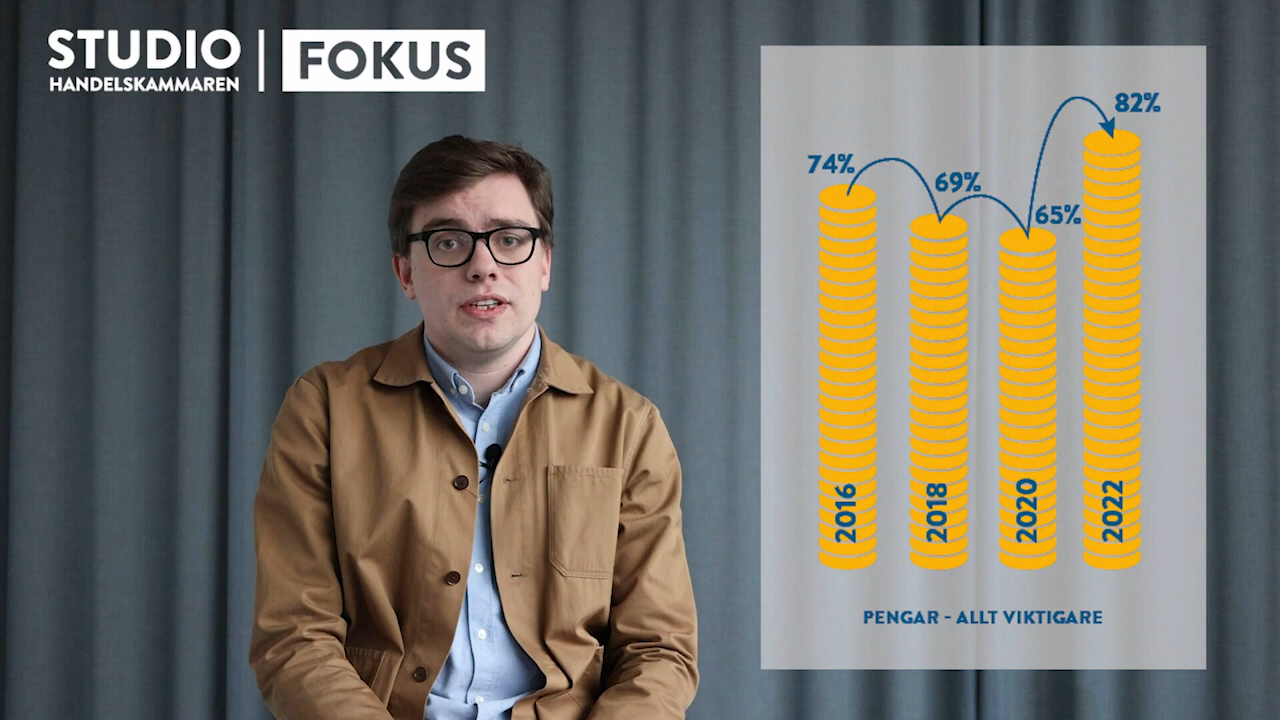 STUDIO
HANDELSKAMMAREN
FOKUS
74%
69%
65%
82%
2016
2018
2020
2022
PENGAR - ALLT VIKTIGARE